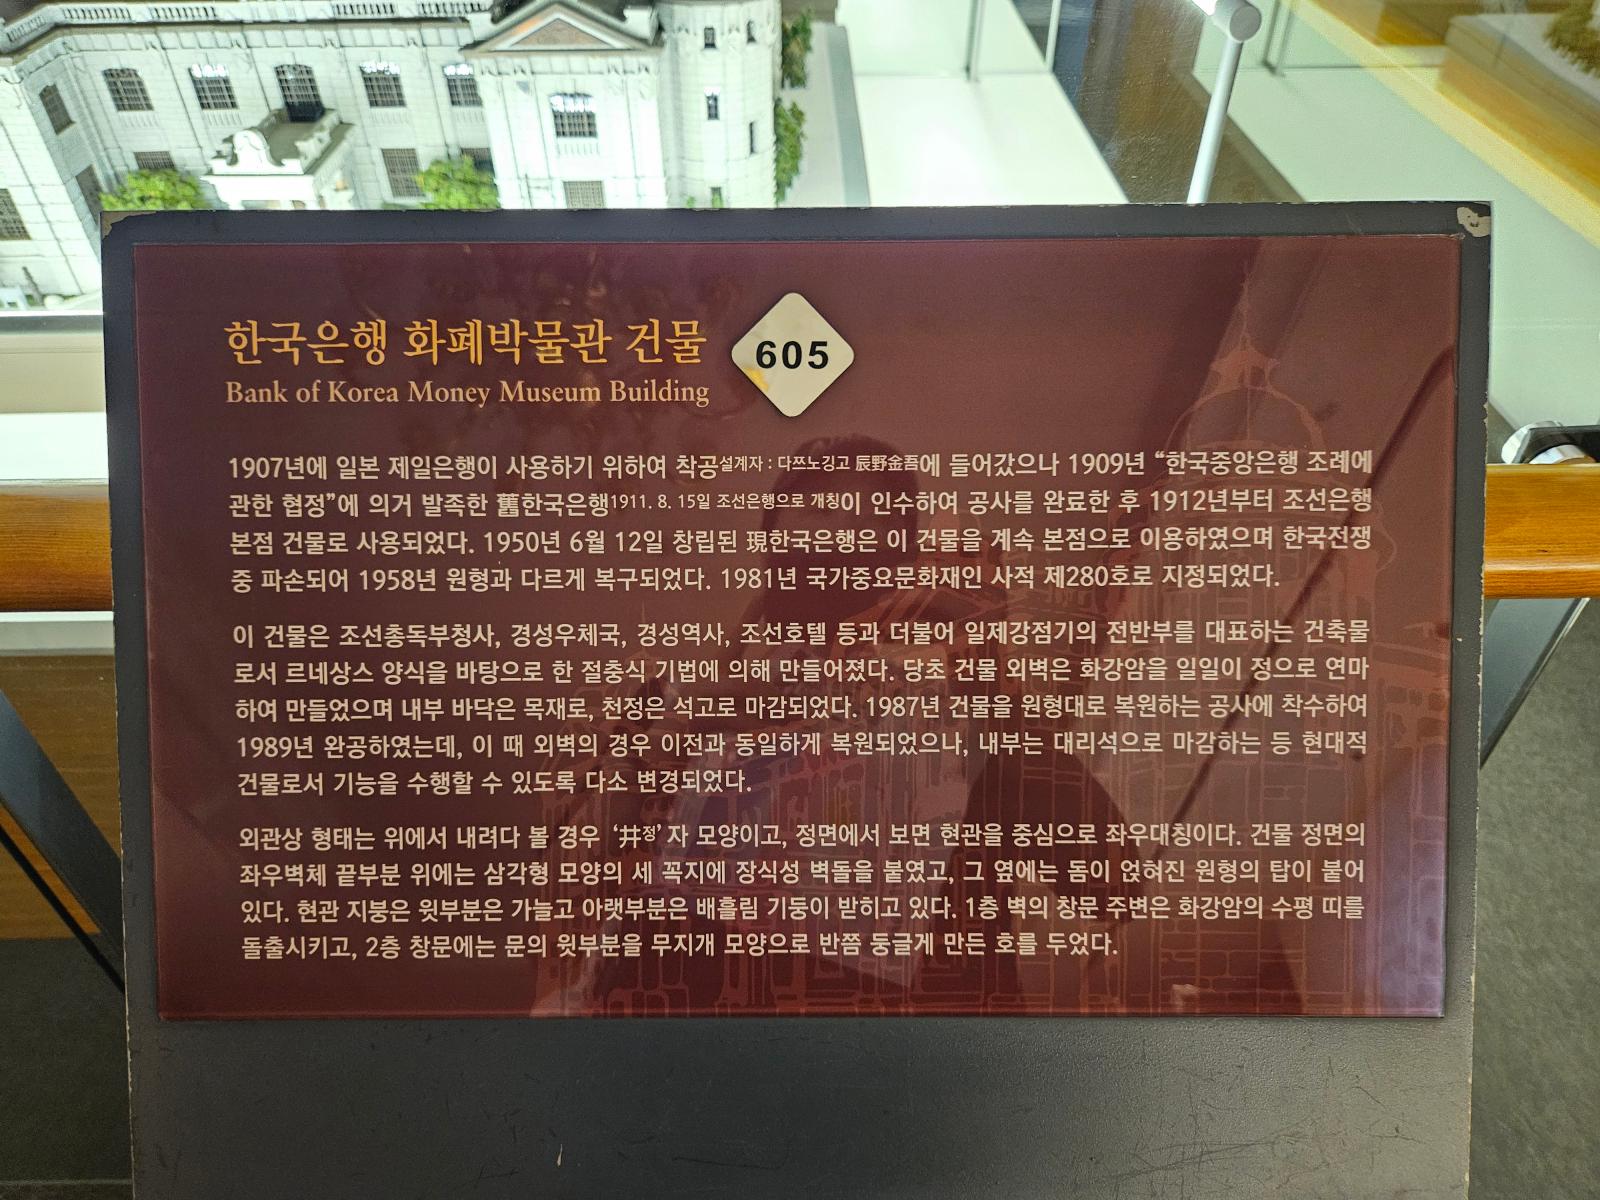 한국은행 화폐박물관 건물
605
Bank of Korea Money Museum Building
1907년에 일본 제일은행이 사용하기 위하여 착공설계자 : 다쯔노깅고 辰野金吾에 들어갔으나 1909년 “한국중앙은행 조례에
관한 협정”에 의거 발족한 舊한국은행1911. 8. 15일 조선은행으로 개칭이 인수하여 공사를 완료한 후 1912년부터 조선은행
본점 건물로 사용되었다. 1950년 6월 12일 창립된 現한국은행은 이 건물을 계속 본점으로 이용하였으며 한국전쟁
중 파손되어 1958년 원형과 다르게 복구되었다. 1981년 국가중요문화재인 사적 제280호로 지정되었다.
이 건물은 조선총독부청사, 경성우체국, 경성역사, 조선호텔 등과 더불어 일제강점기의 전반부를 대표하는 건축물
로서 르네상스 양식을 바탕으로 한 절충식 기법에 의해 만들어졌다. 당초 건물 외벽은 화강암을 일일이 정으로 연마
하여 만들었으며 내부 바닥은 목재로, 천정은 석고로 마감되었다. 1987년 건물을 원형대로 복원하는 공사에 착수하여
1989년 완공하였는데, 이 때 외벽의 경우 이전과 동일하게 복원되었으나, 내부는 대리석으로 마감하는 등 현대적
건물로서 기능을 수행할 수 있도록 다소 변경되었다.
외관상 형태는 위에서 내려다 볼 경우 ‘井정’ 자 모양이고, 정면에서 보면 현관을 중심으로 좌우대칭이다. 건물 정면의
좌우벽체 끝부분 위에는 삼각형 모양의 세 꼭지에 장식성 벽돌을 붙였고, 그 옆에는 돔이 얹혀진 원형의 탑이 붙어
있다. 현관 지붕은 윗부분은 가늘고 아랫부분은 배흘림 기둥이 받히고 있다. 1층 벽의 창문 주변은 화강암의 수평 띠를
돌출시키고, 2층 창문에는 문의 윗부분을 무지개 모양으로 반쯤 둥글게 만든 호를 두었다.